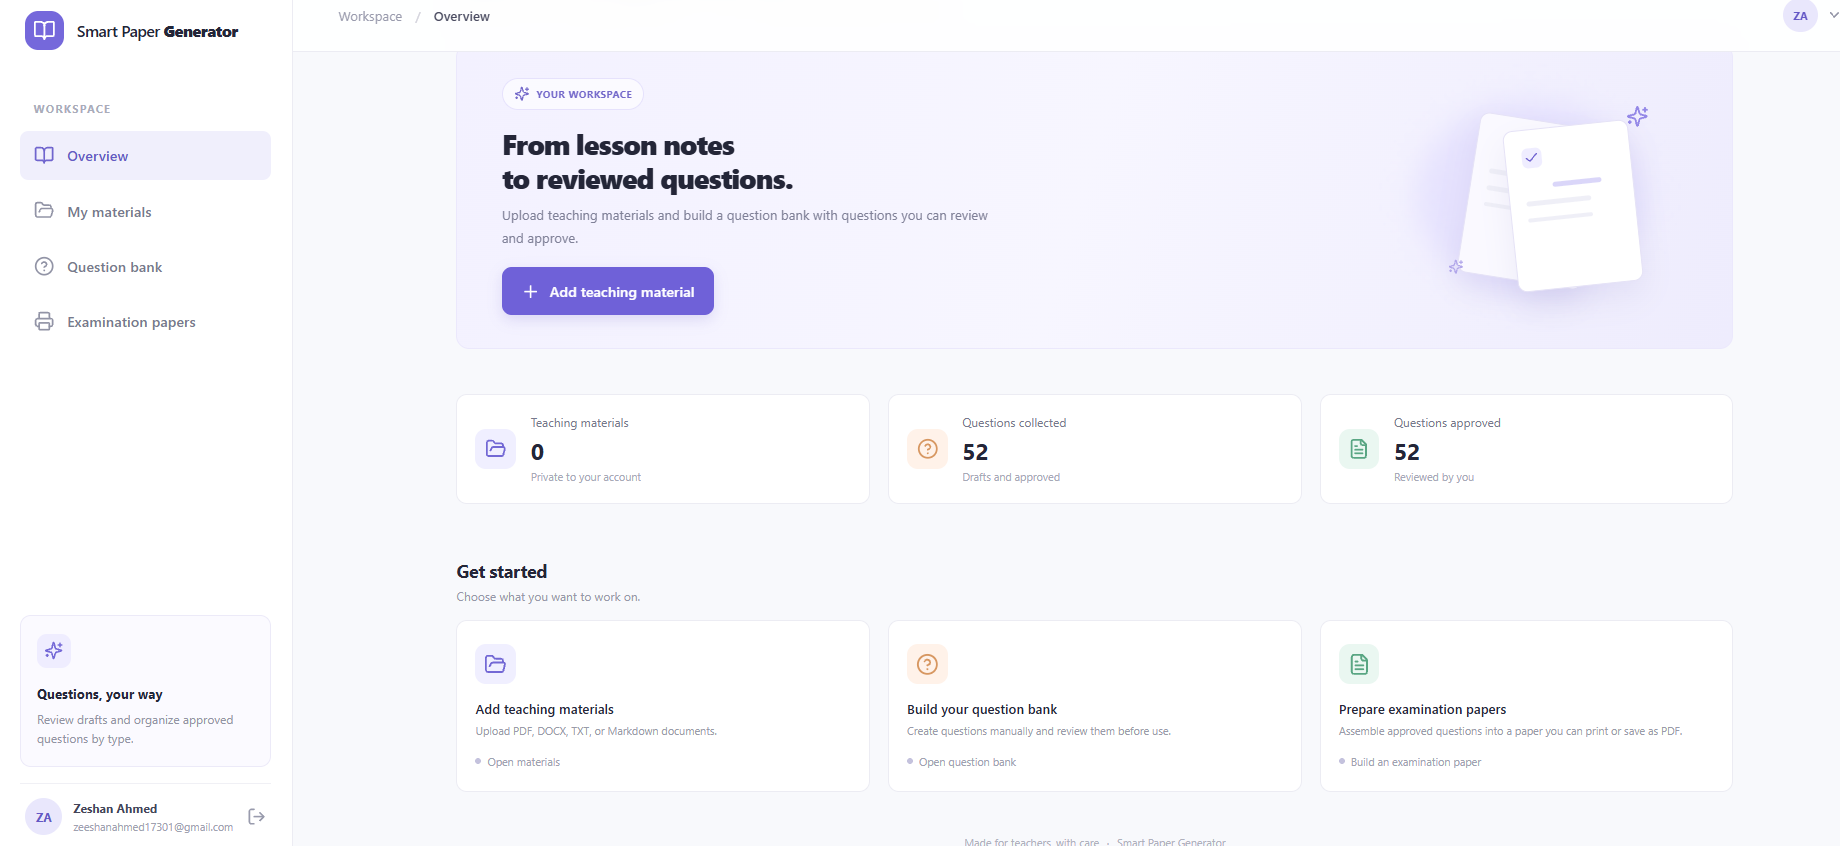 Smart Paper Generator
Workspace / Overview
ZA
WORKSPACE
Overview
My materials
Question bank
Examination papers
YOUR WORKSPACE
From lesson notes
to reviewed questions.
Upload teaching materials and build a question bank with questions you can review
and approve.
Add teaching material
Teaching materials
0
Private to your account
Questions collected
52
Drafts and approved
Questions approved
52
Reviewed by you
Get started
Choose what you want to work on.
Add teaching materials
Upload PDF, DOCX, TXT, or Markdown documents.
Open materials
Build your question bank
Create questions manually and review them before use.
Open question bank
Prepare examination papers
Assemble approved questions into a paper you can print or save as PDF.
Build an examination paper
Questions, your way
Review drafts and organize approved
questions by type.
ZA
Zeshan Ahmed
zeeshanahmed17301@gmail.com
Made for teachers, with care · Smart Paper Generator